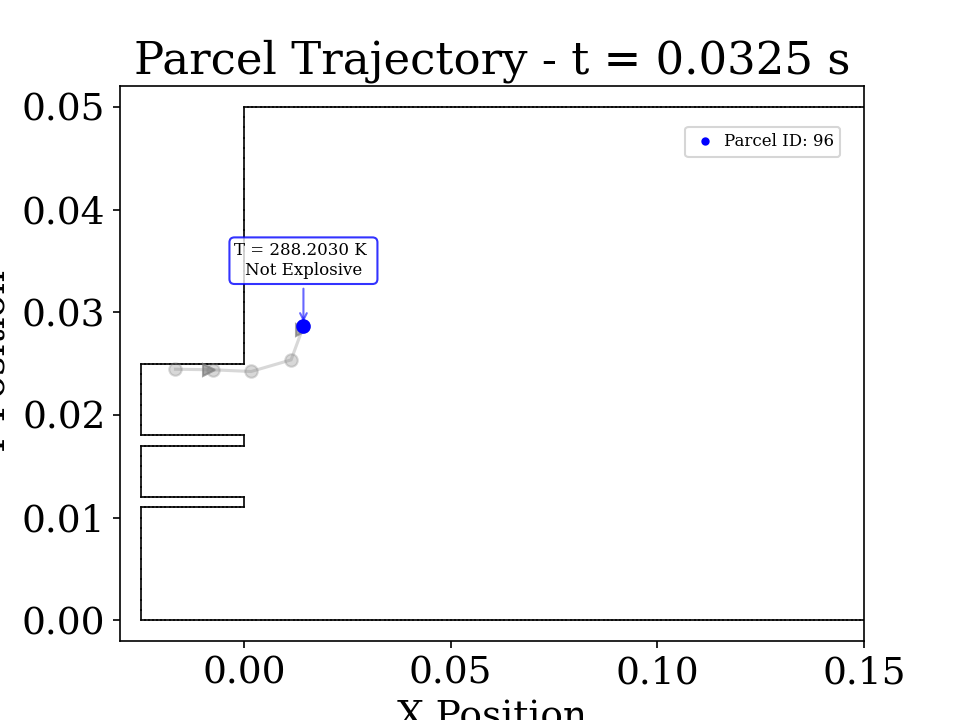 Parcel Trajectory - t = 0.0325 s
0.05
Parcel ID: 96
0.04
T = 288.2030 K
Not Explosive
0.03
0.02
0.01
0.00
0.00 0.05 0.10 0.15
X Position